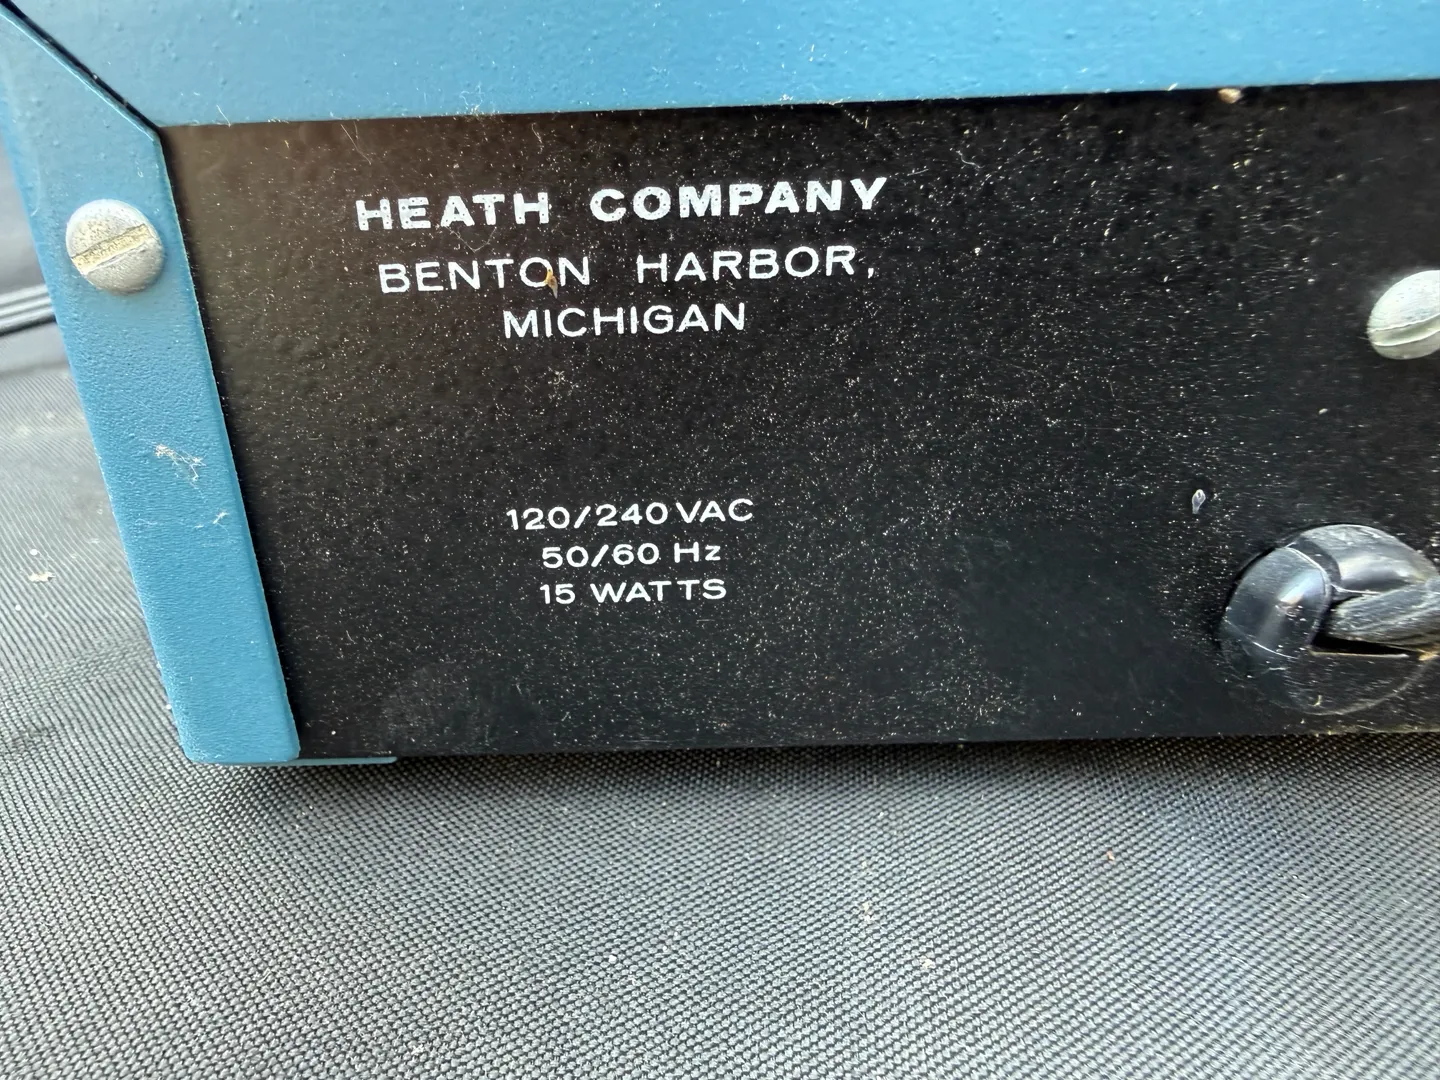 HEATH COMPANY
BENTON HARBOR,
MICHIGAN
120/240 VAC
50/60 Hz
15 WATTS